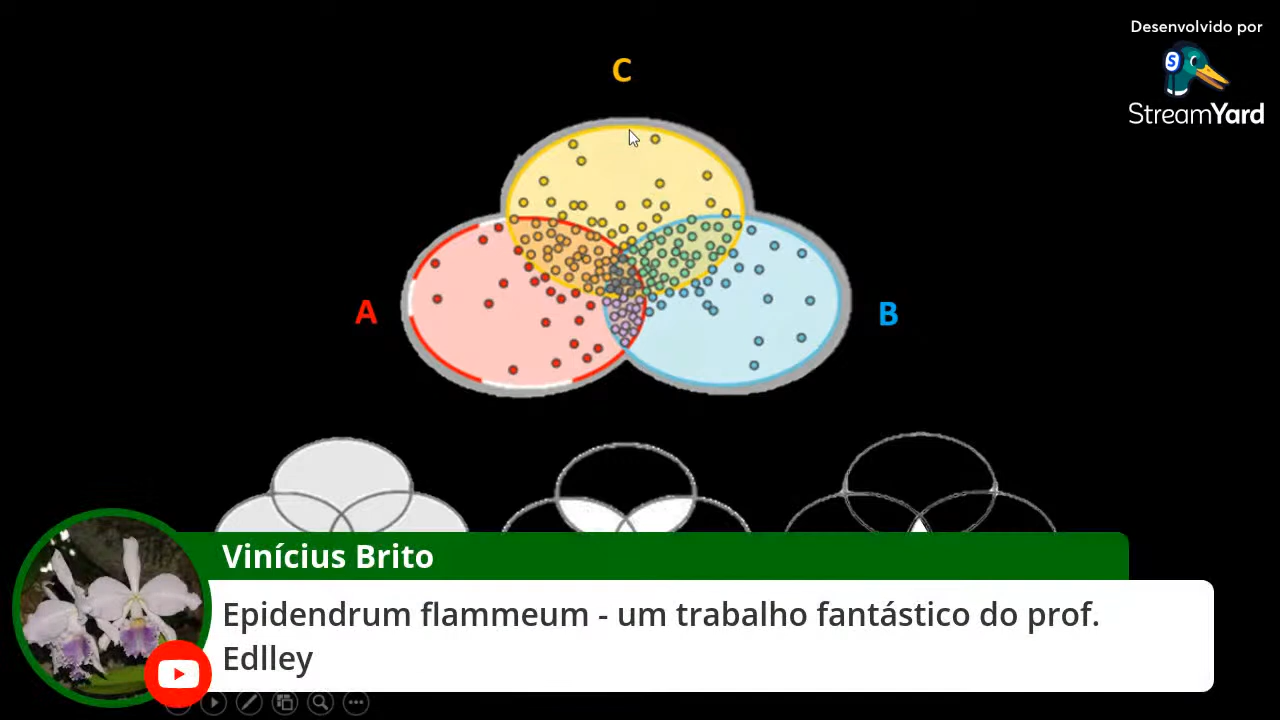 Desenvolvido por
S
StreamYard
C
A
B
Vinícius Brito
Epidendrum flammeum - um trabalho fantástico do prof.
Edlley